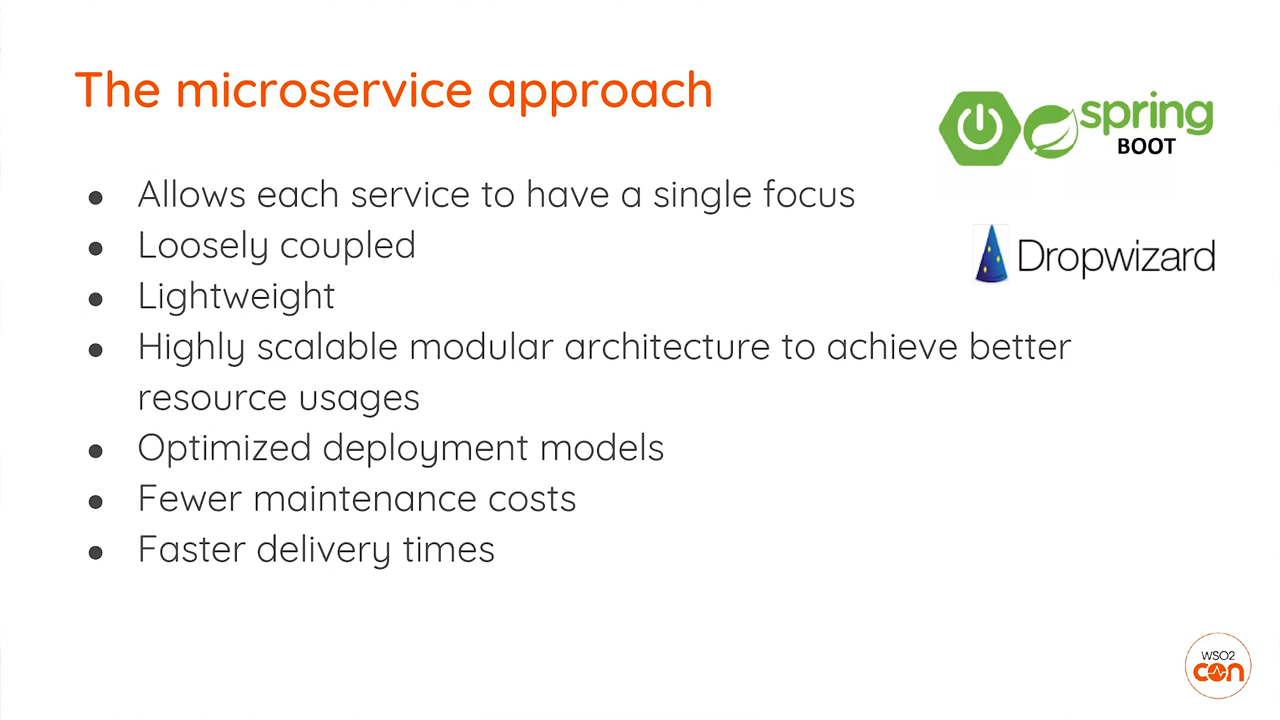 The microservice approach
spring
BOOT
Dropwizard
● Allows each service to have a single focus
● Loosely coupled
● Lightweight
● Highly scalable modular architecture to achieve better
resource usages
● Optimized deployment models
● Fewer maintenance costs
● Faster delivery times
WSO2
con